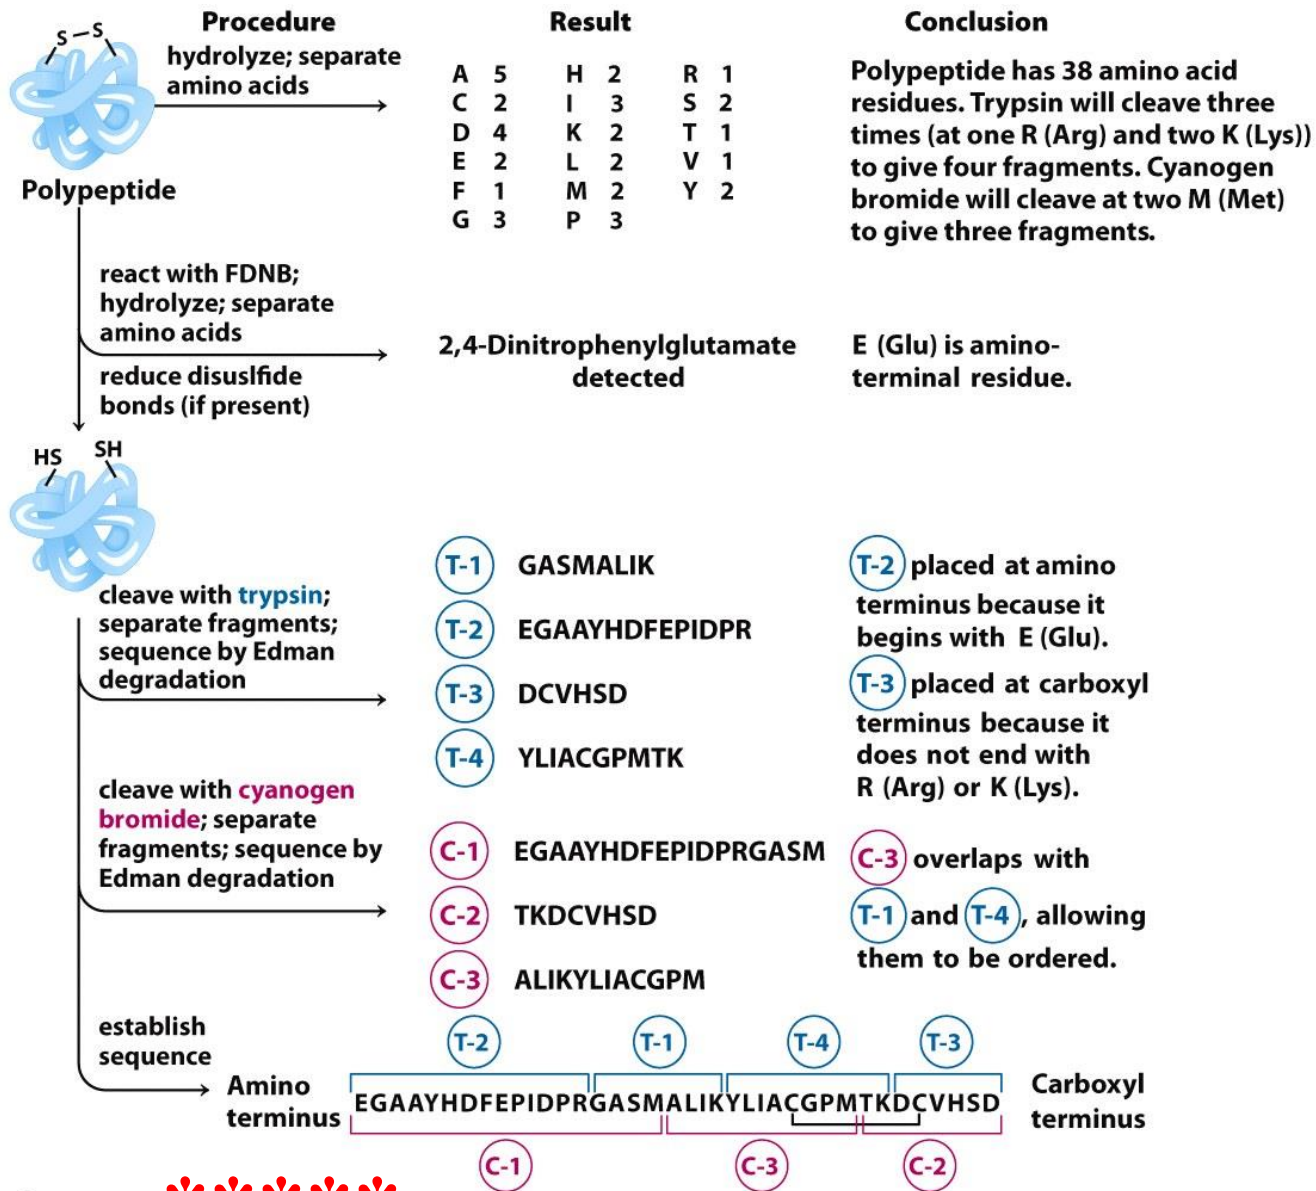 Procedure Result Conclusion
S–S
hydrolyze; separate
amino acids
Polypeptide
A 5 H 2 R 1
C 2 I 3 S 2
D 4 K 2 T 1
E 2 L 2 V 1
F 1 M 2 Y 2
G 3 P 3
Polypeptide has 38 amino acid
residues. Trypsin will cleave three
times (at one R (Arg) and two K (Lys))
to give four fragments. Cyanogen
bromide will cleave at two M (Met)
to give three fragments.
react with FDNB;
hydrolyze; separate
amino acids
reduce disuslfide
bonds (if present)
2,4-Dinitrophenylglutamate
detected
E (Glu) is amino-
terminal residue.
HS SH
cleave with trypsin;
separate fragments;
sequence by Edman
degradation
T-1 GASMALIK
T-2 EGAAYHDFEPIDPR
T-3 DCVHSD
T-4 YLIACGPMTK
T-2 placed at amino
terminus because it
begins with E (Glu).
T-3 placed at carboxyl
terminus because it
does not end with
R (Arg) or K (Lys).
cleave with cyanogen
bromide; separate
fragments; sequence by
Edman degradation
C-1 EGAAYHDFEPIDPRGASM
C-2 TKDCVHSD
C-3 ALIKYLIACGPM
C-3 overlaps with
T-1 and T-4, allowing
them to be ordered.
establish
sequence
T-2 T-1 T-4 T-3
Amino
terminus
EGAAYHDFEPIDPRGASMALIKYLIACGPMTKDCVHSD
Carboxyl
terminus
C-1 C-3 C-2